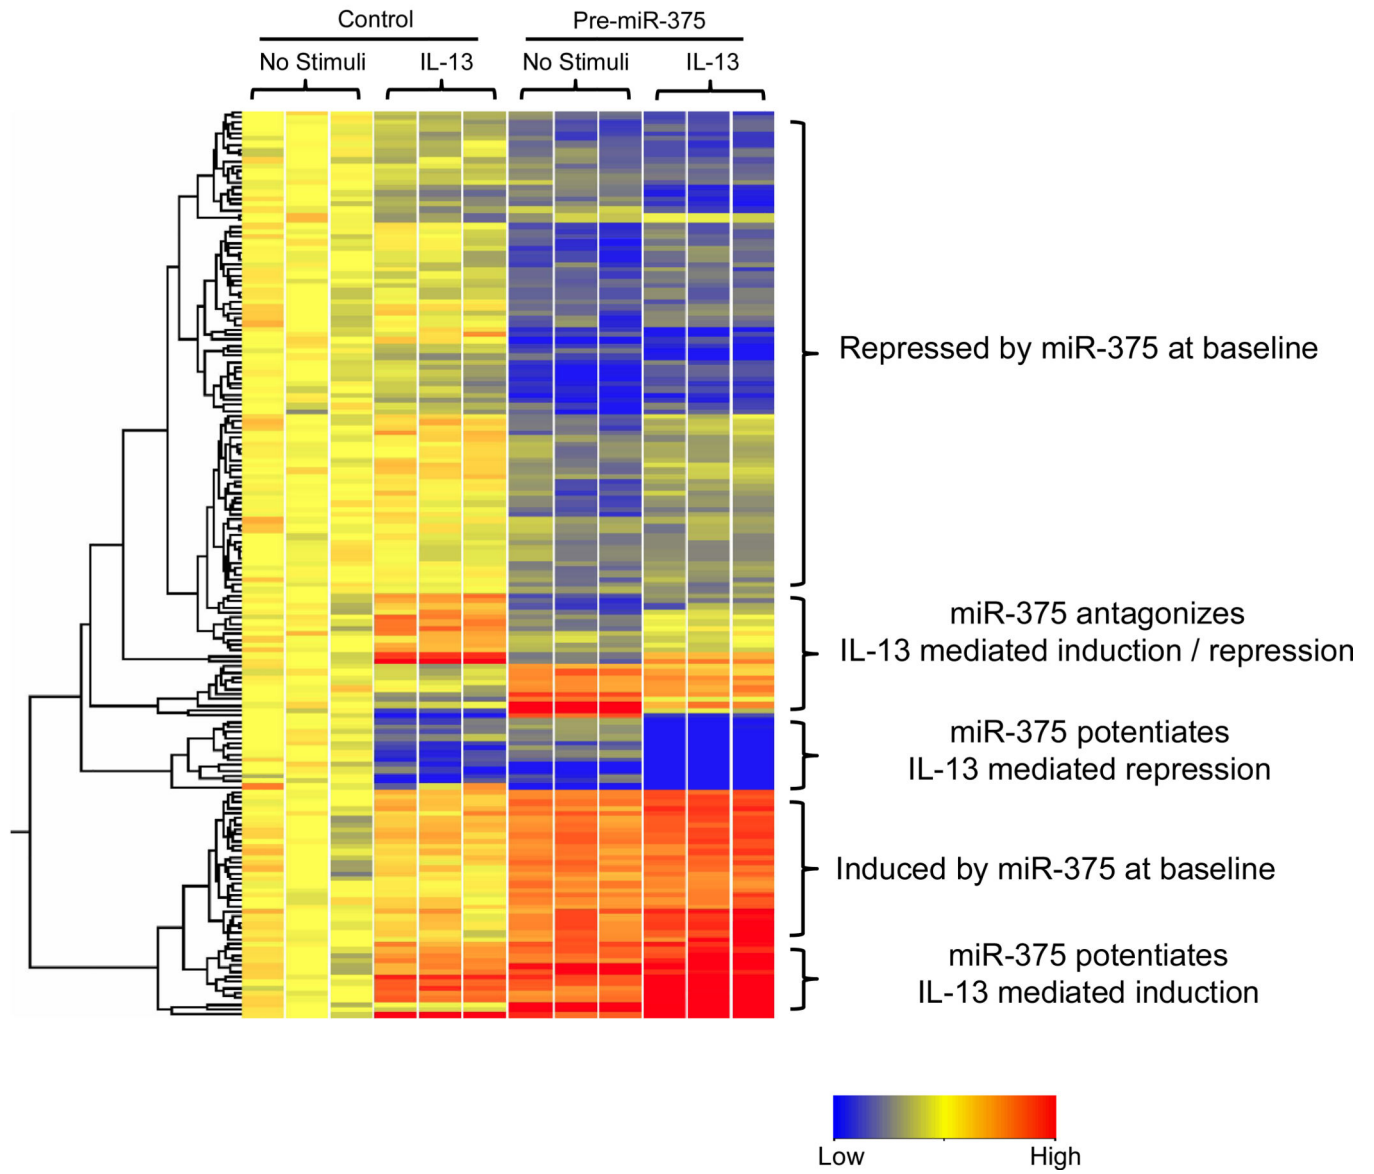 Control Pre-miR-375
No Stimuli IL-13 No Stimuli IL-13
Repressed by miR-375 at baseline
miR-375 antagonizes
IL-13 mediated induction / repression
miR-375 potentiates
IL-13 mediated repression
Induced by miR-375 at baseline
miR-375 potentiates
IL-13 mediated induction
Low High